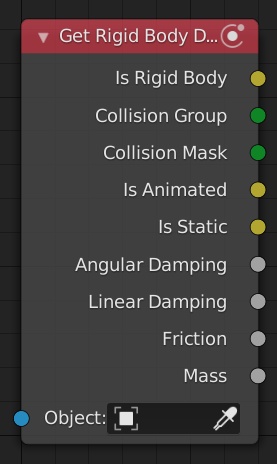 Get Rigid Body D...
Is Rigid Body
Collision Group
Collision Mask
Is Animated
Is Static
Angular Damping
Linear Damping
Friction
Mass
Object: